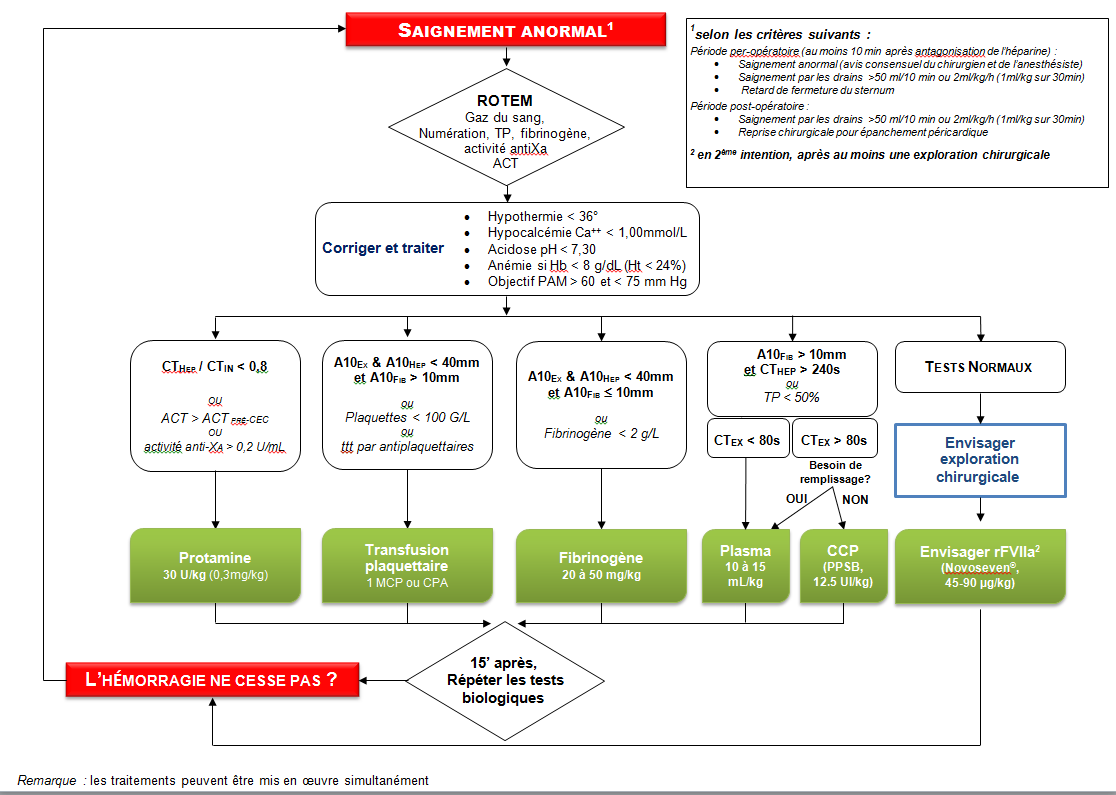 SAIGNEMENT ANORMAL¹
¹selon les critères suivants :
Période per-opératoire (au moins 10 min après antagonisation de l'héparine) :
• Saignement anormal (avis consensuel du chirurgien et de l'anesthésiste)
• Saignement par les drains >50 ml/10 min ou 2ml/kg/h (1ml/kg sur 30min)
• Retard de fermeture du sternum
Période post-opératoire :
• Saignement par les drains >50 ml/10 min ou 2ml/kg/h (1ml/kg sur 30min)
• Reprise chirurgicale pour épanchement péricardique
² en 2ème intention, après au moins une exploration chirurgicale
ROTEM
Gaz du sang,
Numération, TP, fibrinogène,
activité antiXa
ACT
Corriger et traiter
• Hypothermie < 36°
• Hypocalcémie Ca⁺⁺ < 1,00mmol/L
• Acidose pH < 7,30
• Anémie si Hb < 8 g/dL (Ht < 24%)
• Objectif PAM > 60 et < 75 mm Hg
CTHEP / CTIN < 0,8
ou
ACT > ACT PRÉ-CEC
OU
activité anti-XA > 0,2 U/mL
A10EX & A10HEP < 40mm
et A10FIB > 10mm
ou
Plaquettes < 100 G/L
ou
ttt par antiplaquettaires
A10EX & A10HEP < 40mm
et A10FIB ≤ 10mm
ou
Fibrinogène < 2 g/L
A10FIB > 10mm
et CTHEP > 240s
ou
TP < 50%
CTEX < 80s
CTEX > 80s
Besoin de
remplissage?
OUI
NON
TESTS NORMAUX
Envisager
exploration
chirurgicale
Protamine
30 U/kg (0,3mg/kg)
Transfusion
plaquettaire
1 MCP ou CPA
Fibrinogène
20 à 50 mg/kg
Plasma
10 à 15
mL/kg
CCP
(PPSB,
12.5 UI/kg)
Envisager rFVIIa²
(Novoseven®,
45-90 µg/kg)
15' après,
Répéter les tests
biologiques
L'HÉMORRAGIE NE CESSE PAS ?
Remarque : les traitements peuvent être mis en œuvre simultanément